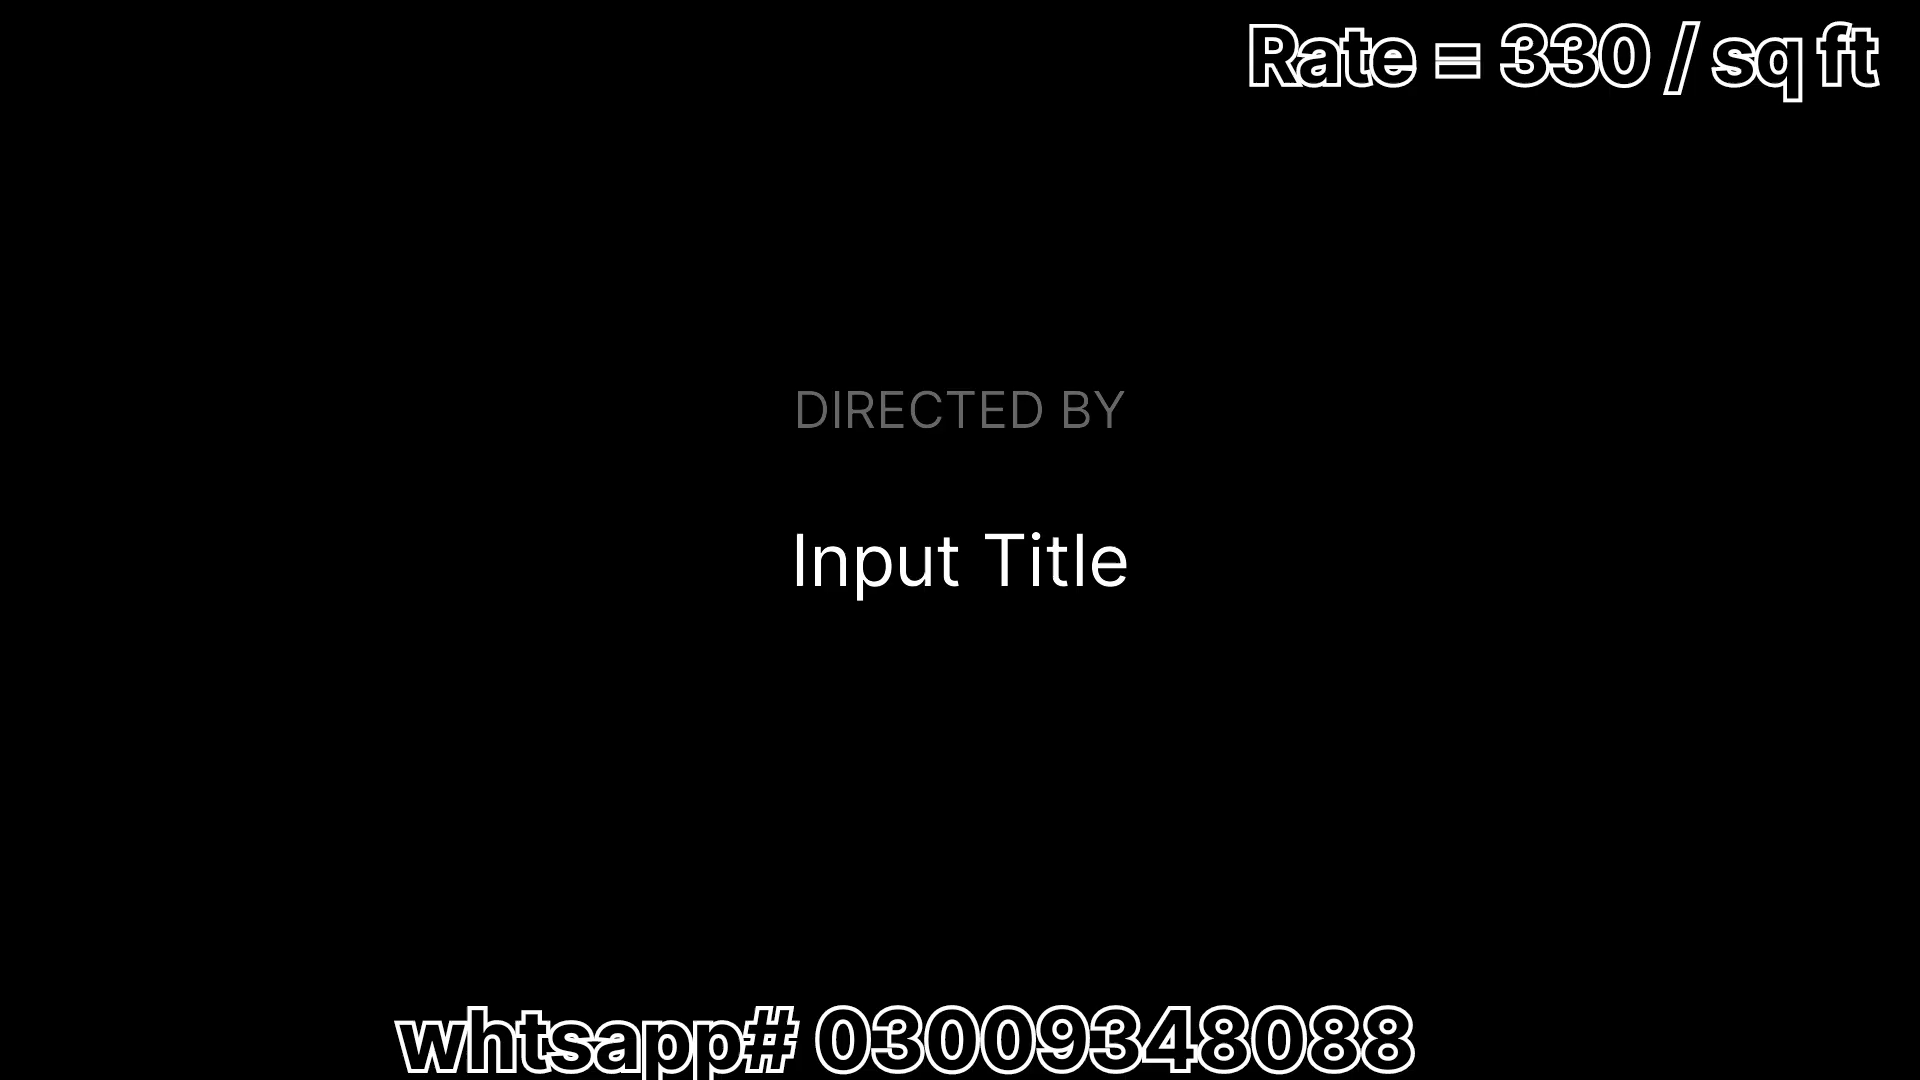 Rate = 330 / sq ft
DIRECTED BY
Input Title
whtsapp# 03009348088